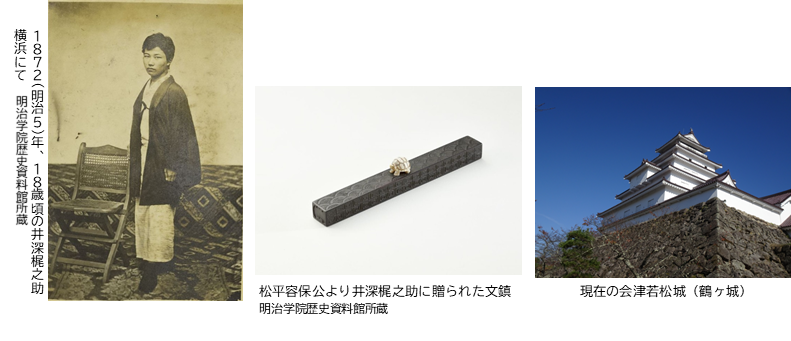 1872(明治5)年、18歳頃の井深梶之助
横浜にて 明治学院歴史資料館所蔵
松平容保公より井深梶之助に贈られた文鎮
明治学院歴史資料館所蔵
現在の会津若松城（鶴ヶ城）